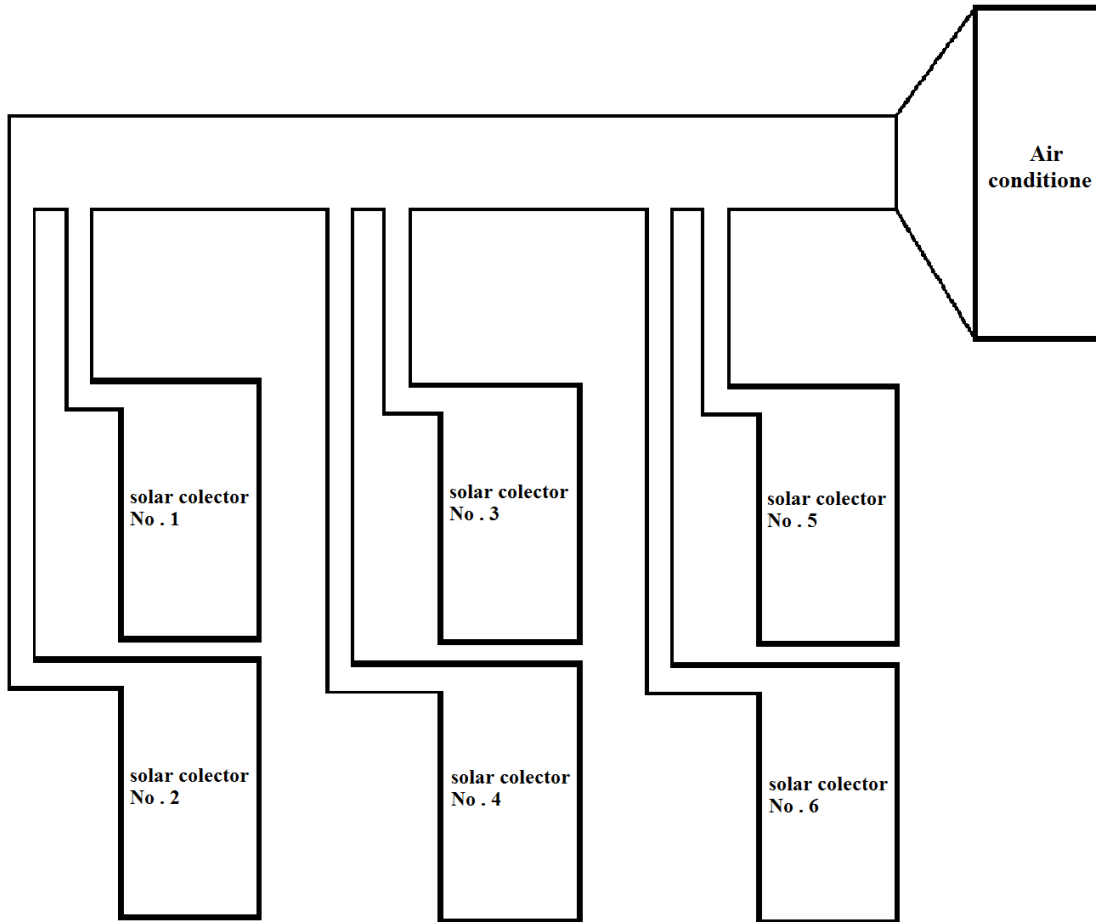 Air
conditione
solar colector
No . 1
solar colector
No . 3
solar colector
No . 5
solar colector
No . 2
solar colector
No . 4
solar colector
No . 6